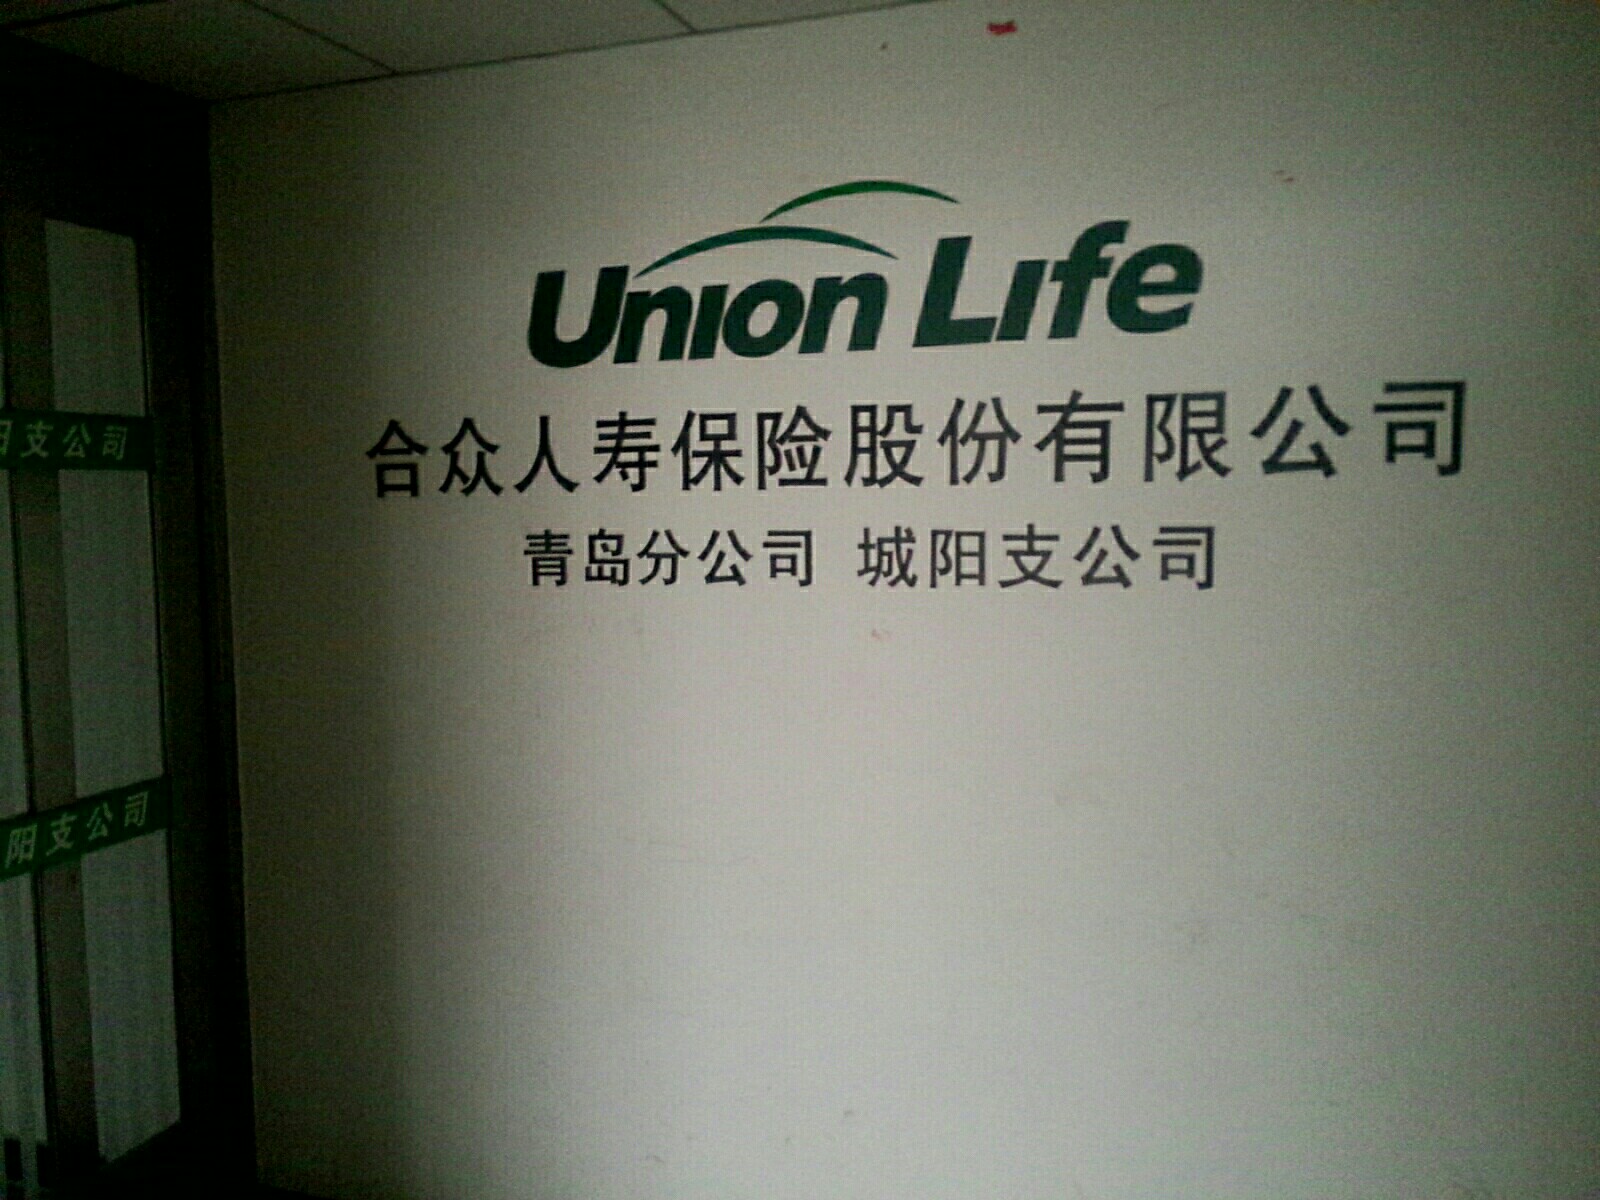 Union Life
合众人寿保险股份有限公司
青岛分公司 城阳支公司
阳支公司
阳支公司